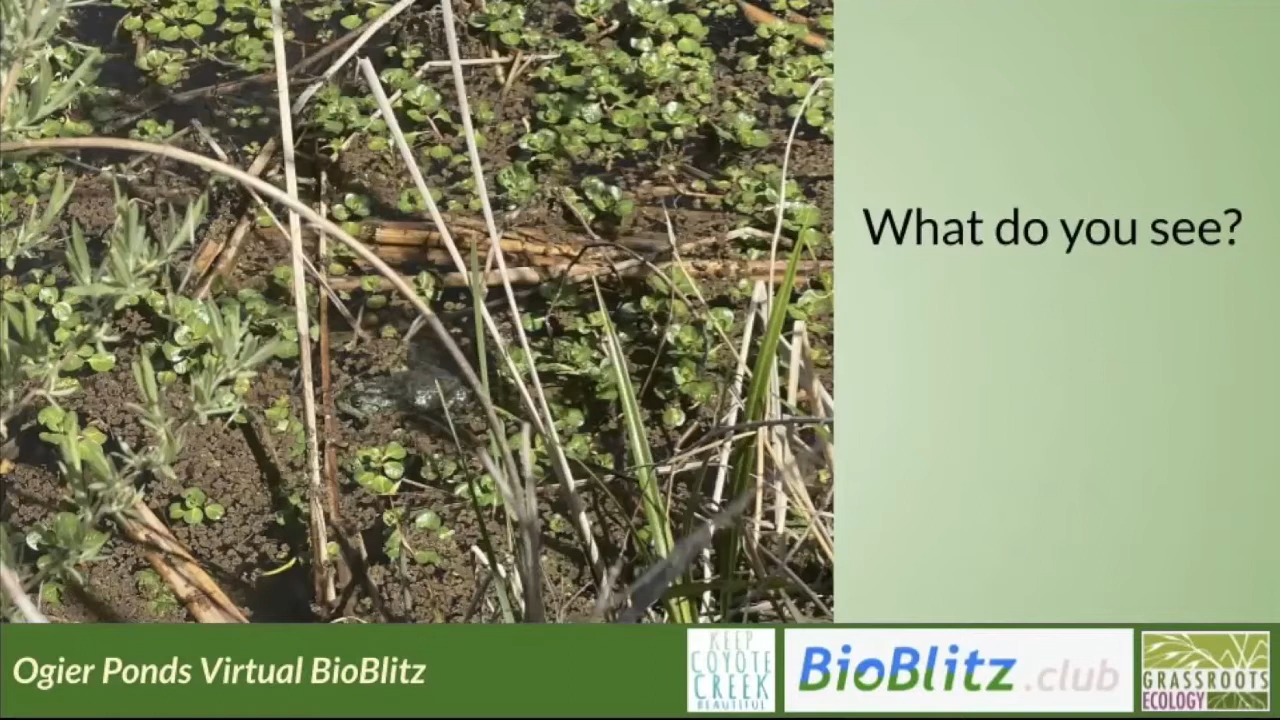 What do you see?
Ogier Ponds Virtual BioBlitz
KEEP
COYOTE
CREEK
BEAUTIFUL
BioBlitz.club
GRASSROOTS
ECOLOGY